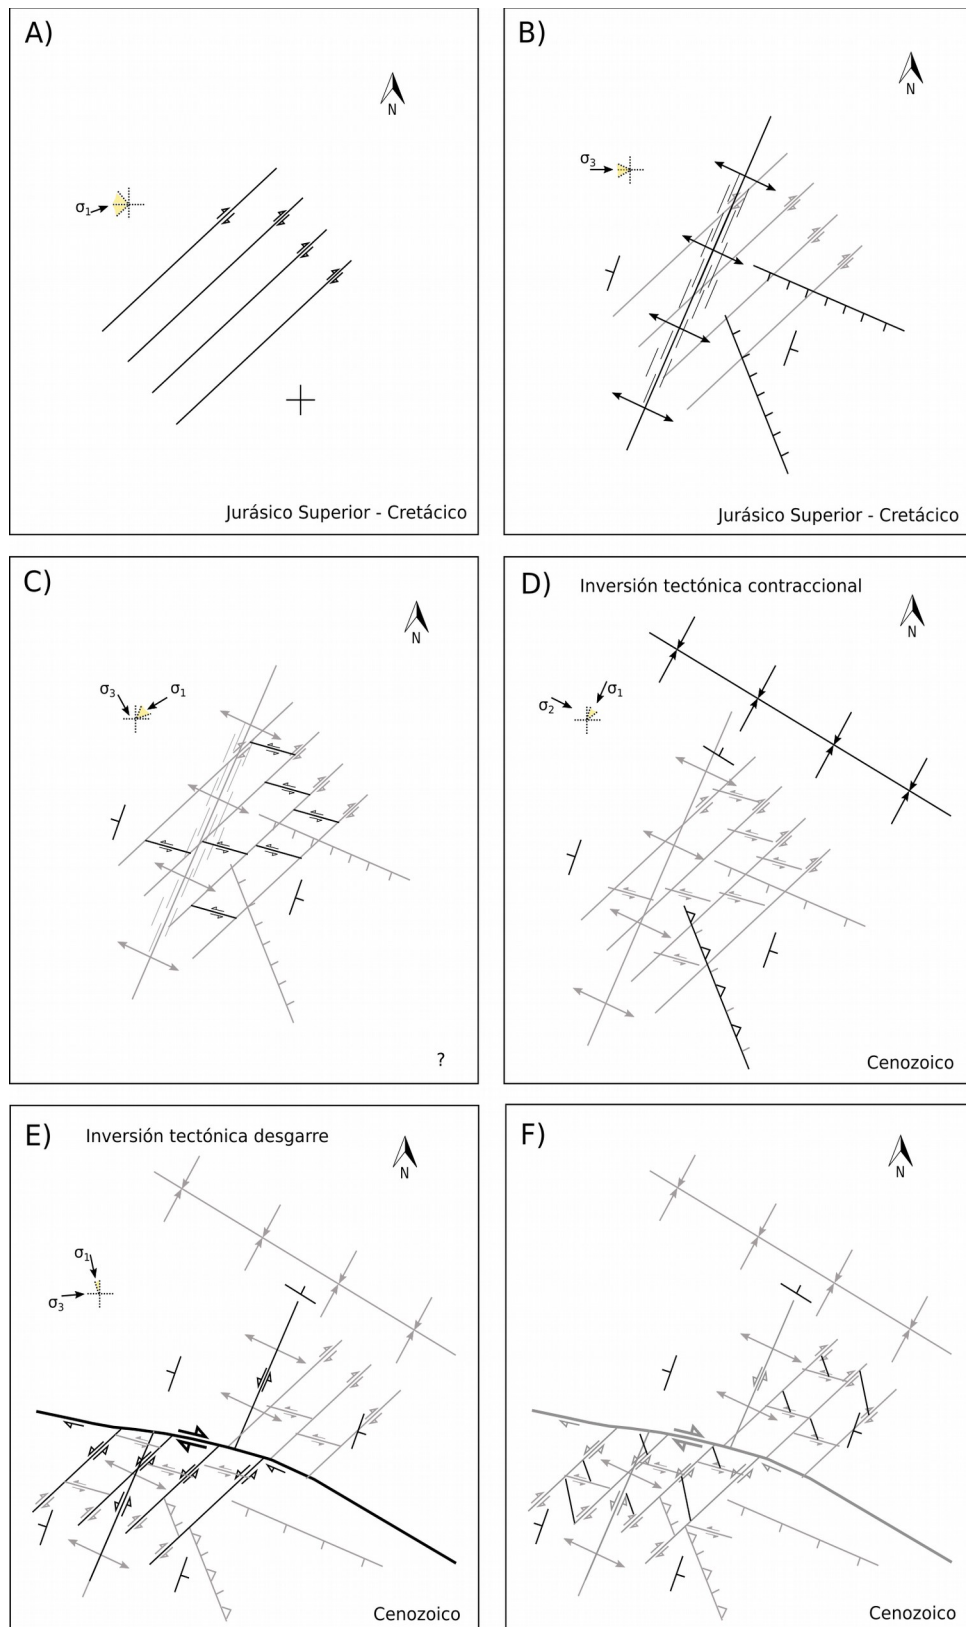 A)
N
σ1
Jurásico Superior - Cretácico
B)
N
σ3
Jurásico Superior - Cretácico
C)
N
σ3
σ1
?
D)
Inversión tectónica contraccional
N
σ2
σ1
Cenozoico
E)
Inversión tectónica desgarre
N
σ1
σ3
Cenozoico
F)
N
Cenozoico